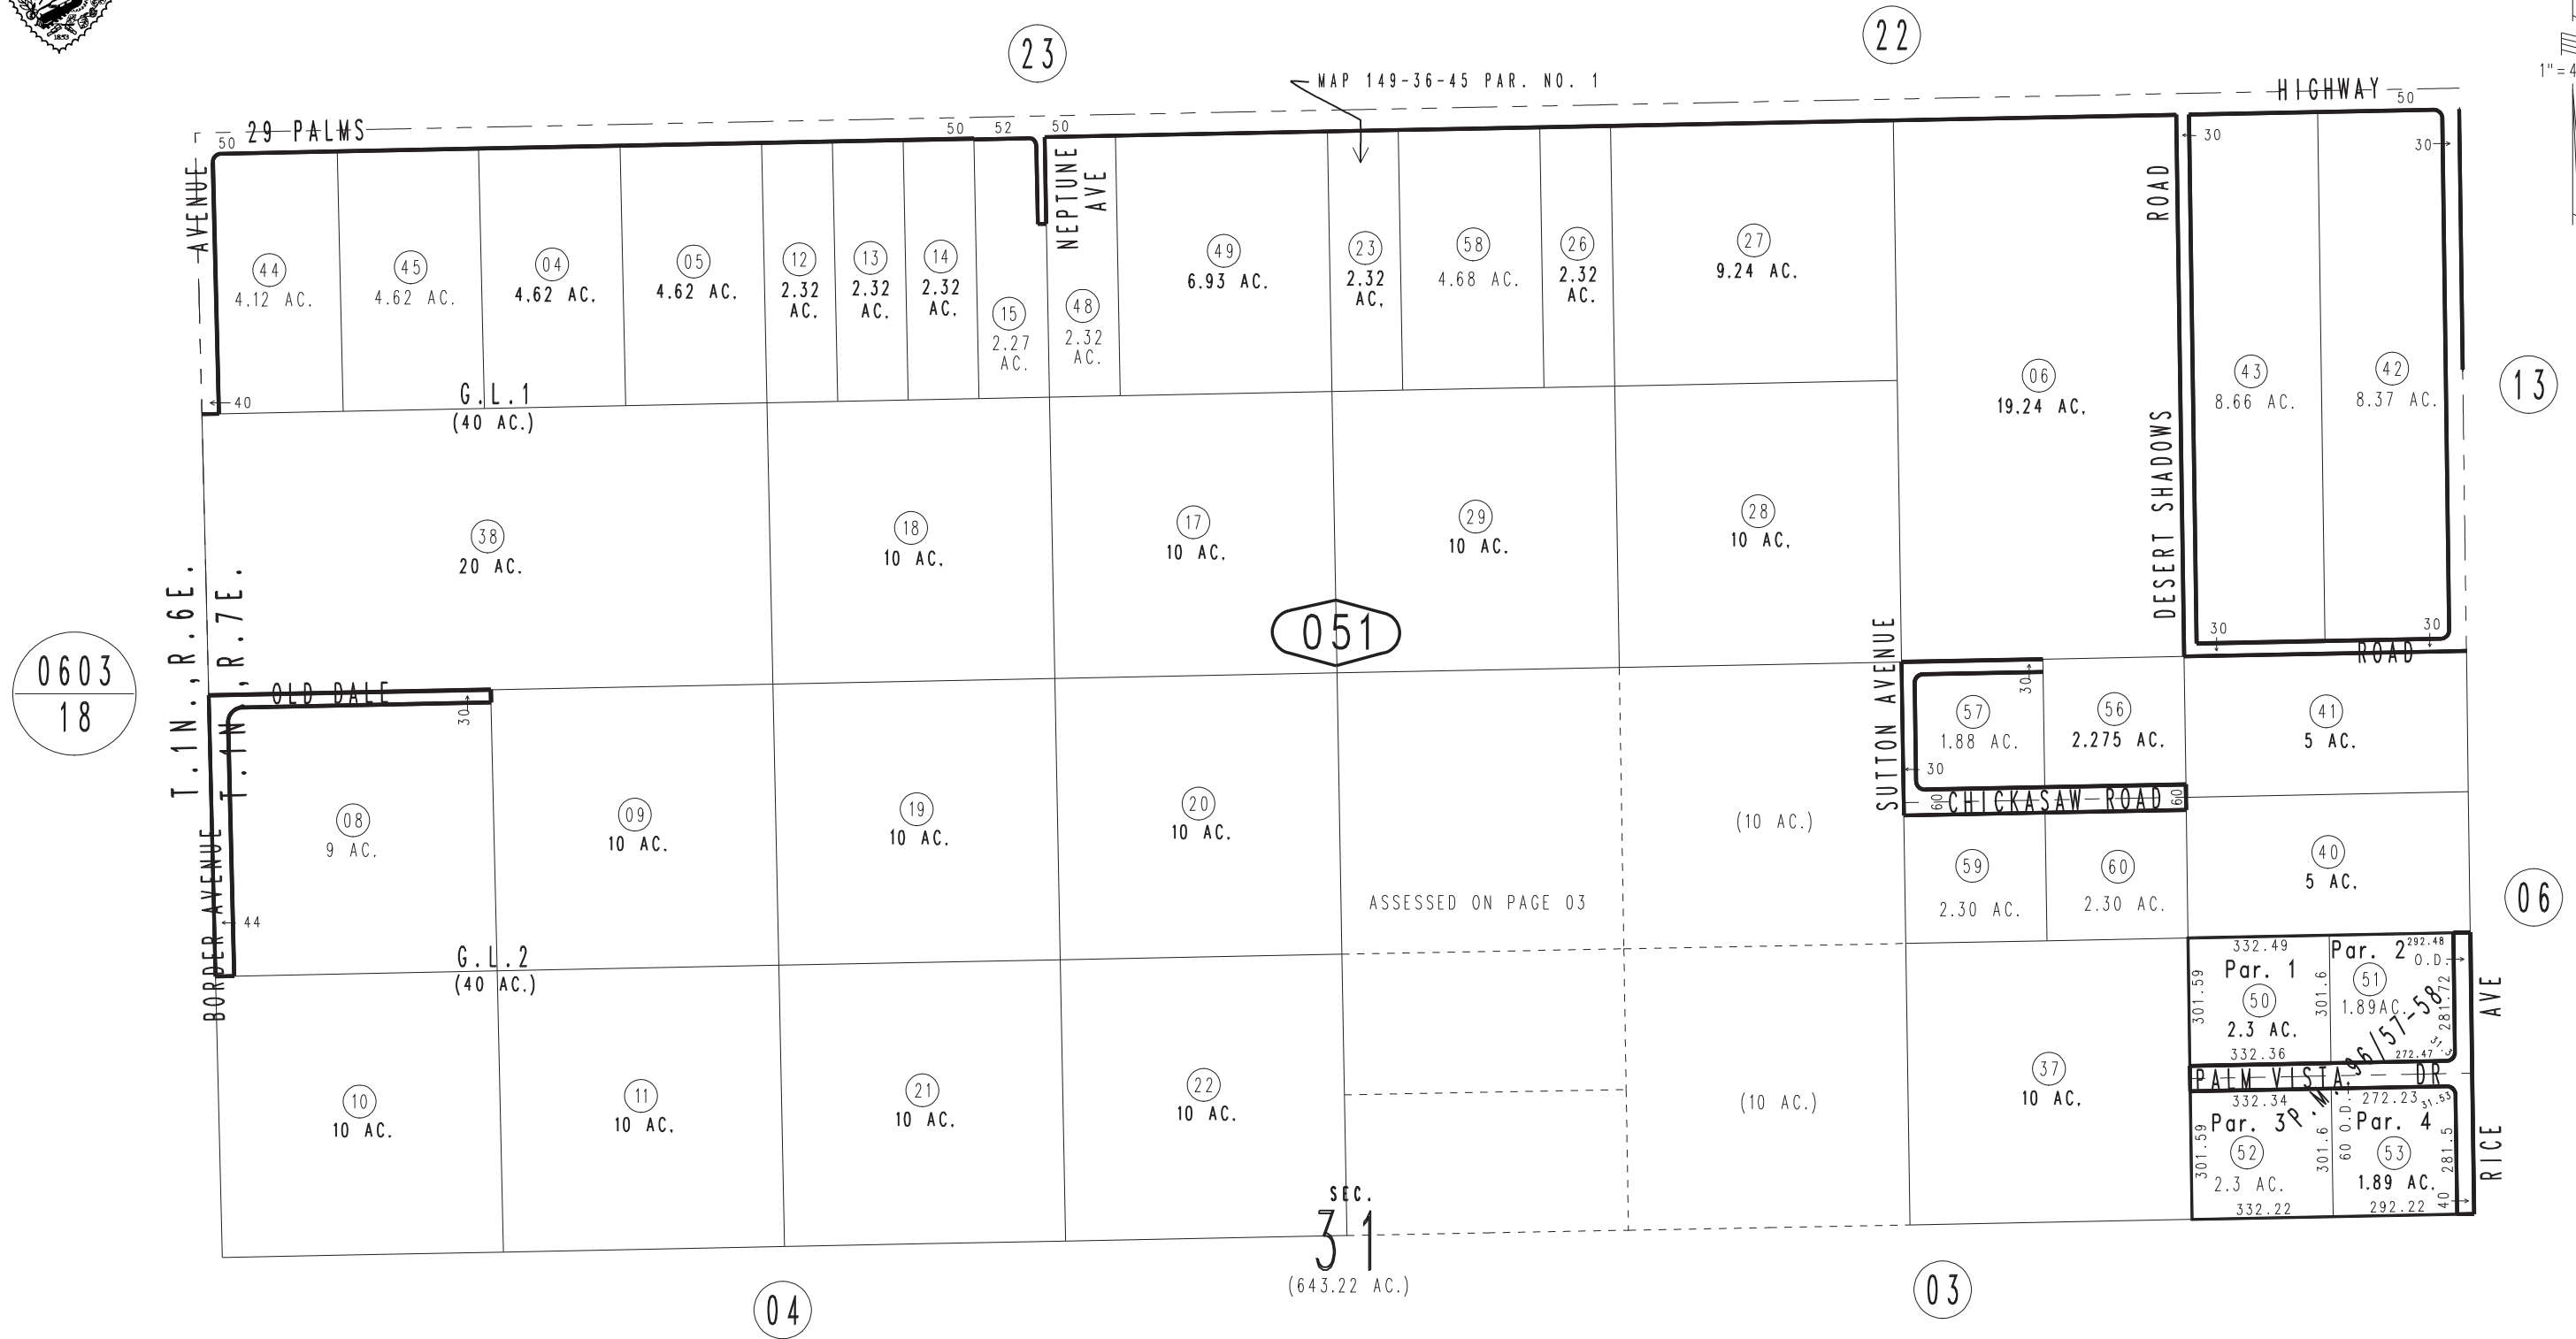 1853
23
22
MAP 149-36-45 PAR. NO. 1
1"=4
29 PALMS
HIGHWAY
50
50
52
50
50
30
30
AVENUE
NEPTUNE
AVE
ROAD
44
4.12 AC.
45
4.62 AC.
04
4.62 AC.
05
4.62 AC.
12
2.32
AC.
13
2.32
AC.
14
2.32
AC.
15
2.27
AC.
48
2.32
AC.
49
6.93 AC.
23
2.32
AC.
58
4.68 AC.
26
2.32
AC.
27
9.24 AC.
06
19.24 AC.
43
8.66 AC.
42
8.37 AC.
13
40
G.L.1
(40 AC.)
38
20 AC.
18
10 AC.
17
10 AC.
29
10 AC.
28
10 AC.
DESERT SHADOWS
T.1N.,R.6E.
T.1N.,R.7E.
051
0603
18
30
30
ROAD
OLD DALE
30
SUTTON AVENUE
57
1.88 AC.
30
30
56
2.275 AC.
41
5 AC.
60
CHICKASAW ROAD
60
08
9 AC.
09
10 AC.
19
10 AC.
20
10 AC.
(10 AC.)
ASSESSED ON PAGE 03
59
2.30 AC.
60
2.30 AC.
40
5 AC.
06
BORDER AVENUE
44
G.L.2
(40 AC.)
332.49
Par. 1
50
2.3 AC.
332.36
301.59
301.6
Par. 2
292.48
O.D.
51
1.89AC.
281.72
272.47
31.3
P.M. 96/57-58
AVE
PALM VISTA DR
10
10 AC.
11
10 AC.
21
10 AC.
22
10 AC.
(10 AC.)
37
10 AC.
332.34
Par. 3
52
2.3 AC.
332.22
301.59
301.6
60 O.D.
272.23
31.53
Par. 4
53
1.89 AC.
292.22
281.5
40
RICE
SEC.
31
(643.22 AC.)
04
03